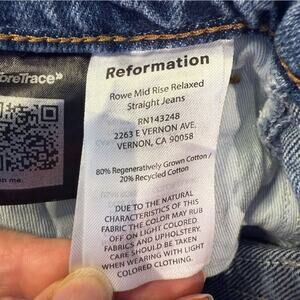 Reformation
Rowe Mid Rise Relaxed
Straight Jeans
RN143248
2263 E VERNON AVE.
VERNON, CA 90058
80% Regeneratively Grown Cotton /
20% Recycled Cotton
DUE TO THE NATURAL
CHARACTERISTICS OF THIS
FABRIC THE COLOR MAY RUB
OFF ON LIGHT COLORED
FABRICS AND UPHOLSTERY.
CARE SHOULD BE TAKEN
WHEN WEARING WITH LIGHT
COLORED CLOTHING.
oreTrace»
n me.